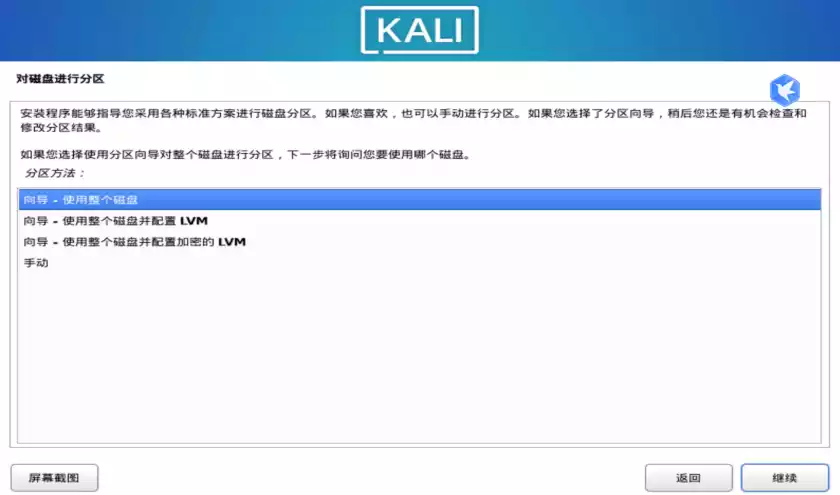 KALI
对磁盘进行分区
安装程序能够指导您采用各种标准方案进行磁盘分区。如果您喜欢，也可以手动进行分区。如果您选择了分区向导，稍后您还是有机会检查和
修改分区结果。
如果您选择使用分区向导对整个磁盘进行分区，下一步将询问您要使用哪个磁盘。
分区方法：
向导 - 使用整个磁盘
向导 - 使用整个磁盘并配置 LVM
向导 - 使用整个磁盘并配置加密的 LVM
手动
屏幕截图 返回 继续